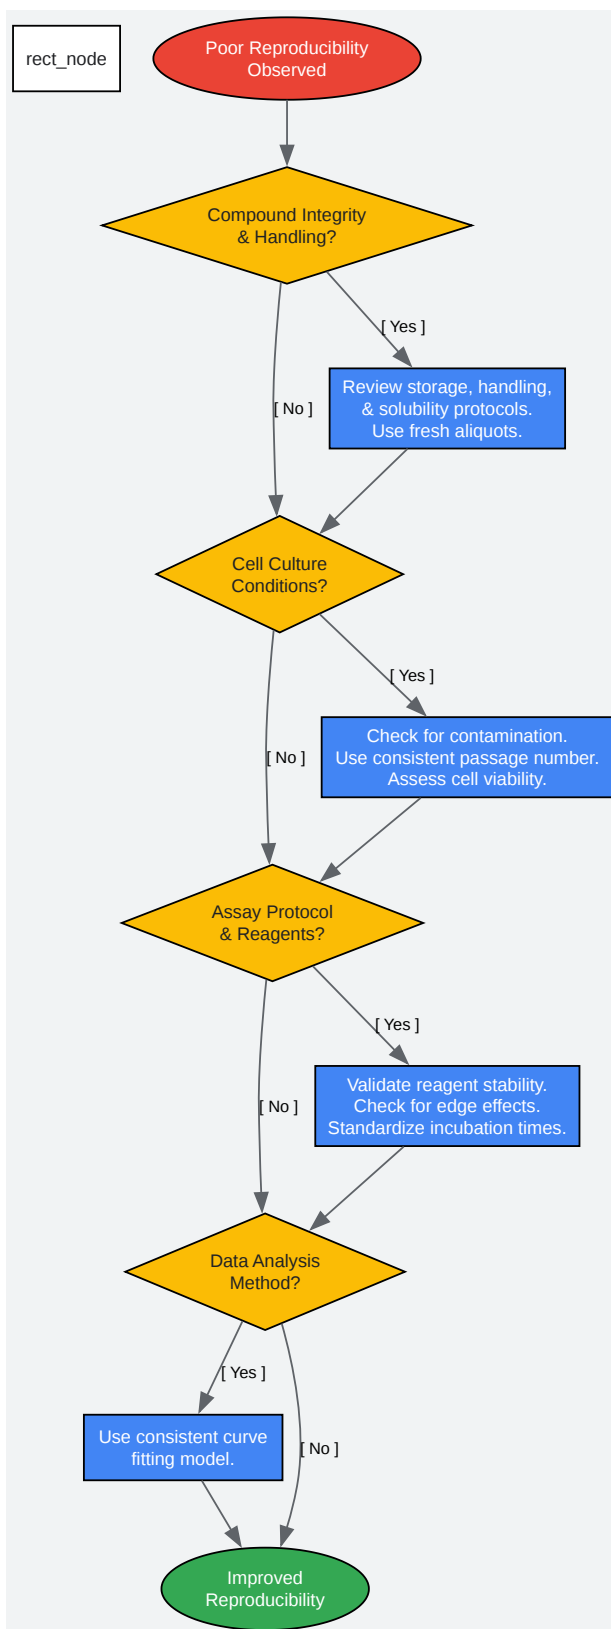 rect_node
Poor Reproducibility
Observed
Compound Integrity
& Handling?
[ Yes ]
[ No ]
Review storage, handling,
& solubility protocols.
Use fresh aliquots.
Cell Culture
Conditions?
[ Yes ]
[ No ]
Check for contamination.
Use consistent passage number.
Assess cell viability.
Assay Protocol
& Reagents?
[ Yes ]
[ No ]
Validate reagent stability.
Check for edge effects.
Standardize incubation times.
Data Analysis
Method?
[ Yes ]
[ No ]
Use consistent curve
fitting model.
Improved
Reproducibility